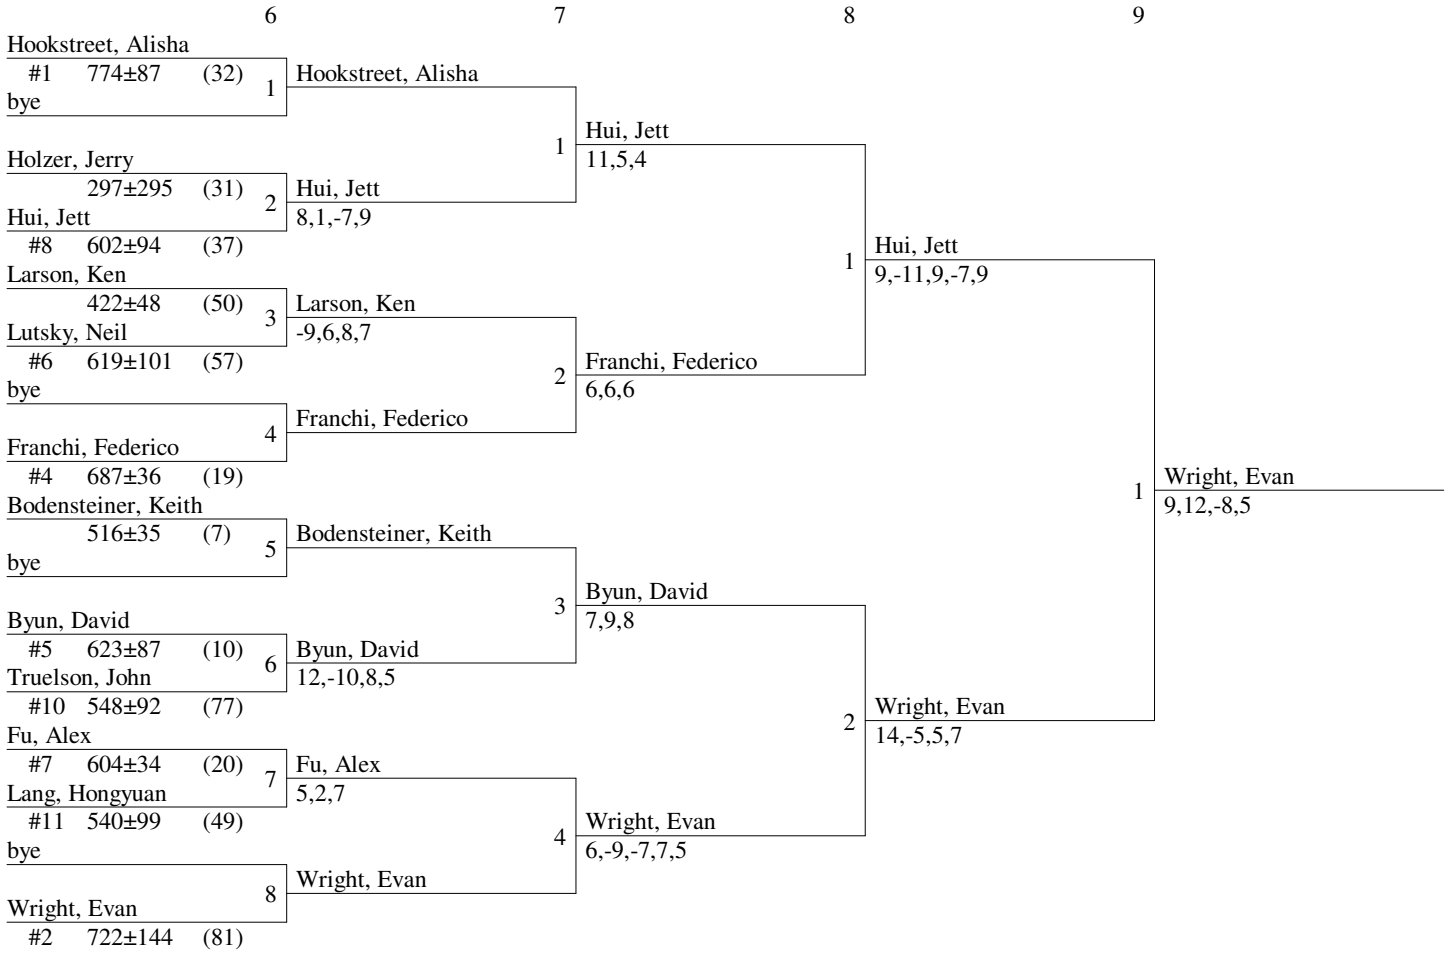 6 7 8 9
Hookstreet, Alisha
#1 774±87 (32)
bye
1
Hookstreet, Alisha
Holzer, Jerry
297±295 (31)
Hui, Jett
#8 602±94 (37)
2
Hui, Jett
8,1,-7,9
Larson, Ken
422±48 (50)
Lutsky, Neil
#6 619±101 (57)
3
Larson, Ken
-9,6,8,7
bye
Franchi, Federico
#4 687±36 (19)
4
Franchi, Federico
Bodensteiner, Keith
516±35 (7)
bye
5
Bodensteiner, Keith
Byun, David
#5 623±87 (10)
Truelson, John
#10 548±92 (77)
6
Byun, David
12,-10,8,5
Fu, Alex
#7 604±34 (20)
Lang, Hongyuan
#11 540±99 (49)
7
Fu, Alex
5,2,7
bye
Wright, Evan
#2 722±144 (81)
8
Wright, Evan
1
Hui, Jett
11,5,4
2
Franchi, Federico
6,6,6
3
Byun, David
7,9,8
4
Wright, Evan
6,-9,-7,7,5
1
Hui, Jett
9,-11,9,-7,9
2
Wright, Evan
14,-5,5,7
1
Wright, Evan
9,12,-8,5